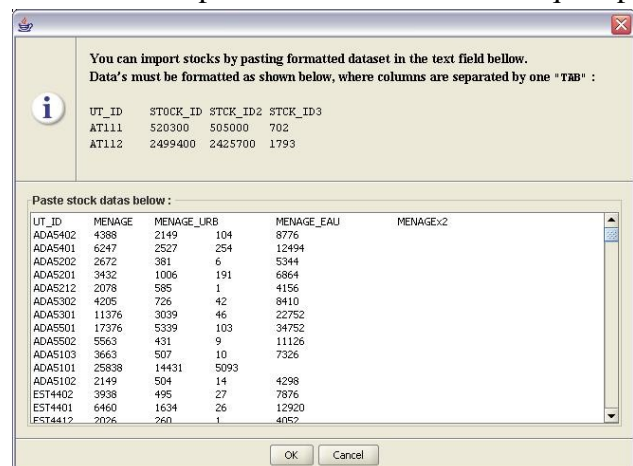 You can import stocks by pasting formatted dataset in the text field bellow.
Data's must be formatted as shown below, where columns are separated by one "TAB" :
UT_ID STOCK_ID STCK_ID2 STCK_ID3
AT111 520300 505000 702
AT112 2499400 2425700 1793
Paste stock datas below :
UT_ID MENAGE MENAGE_URB MENAGE_EAU MENAGEx2
ADA5402 4388 2149 104 8776
ADA5401 6247 2527 254 12494
ADA5202 2672 381 6 5344
ADA5201 3432 1006 191 6864
ADA5212 2078 585 1 4156
ADA5302 4205 726 42 8410
ADA5301 11376 3039 46 22752
ADA5501 17376 5339 103 34752
ADA5502 5563 431 9 11126
ADA5103 3663 507 10 7326
ADA5101 25838 14431 5093
ADA5102 2149 504 14 4298
EST4402 3938 495 27 7876
EST4401 6460 1634 26 12920
EST4412 2026 260 1 4052
OK Cancel